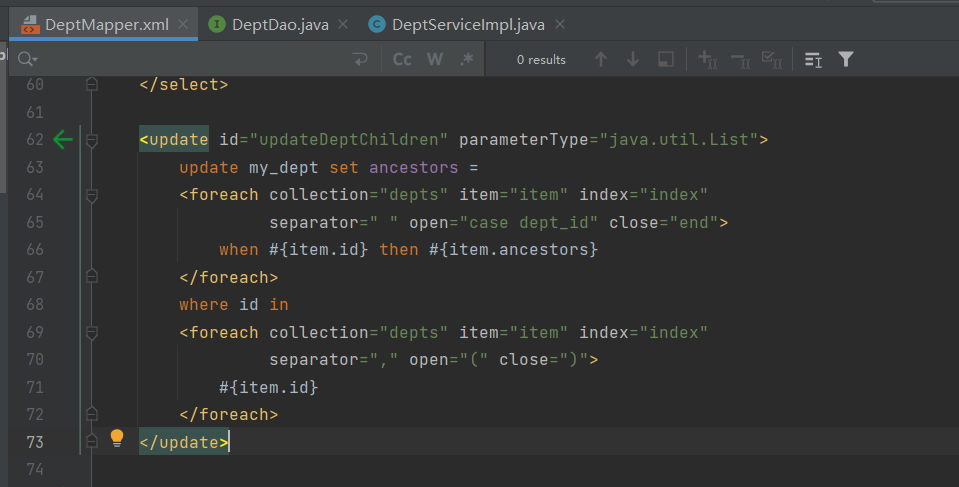 DeptMapper.xml DeptDao.java DeptServiceImpl.java
Cc W .* 0 results
60 </select>
61
62 <update id="updateDeptChildren" parameterType="java.util.List">
63 update my_dept set ancestors =
64 <foreach collection="depts" item="item" index="index"
65 separator=" " open="case dept_id" close="end">
66 when #{item.id} then #{item.ancestors}
67 </foreach>
68 where id in
69 <foreach collection="depts" item="item" index="index"
70 separator="," open="(" close=")">
71 #{item.id}
72 </foreach>
73 </update>
74